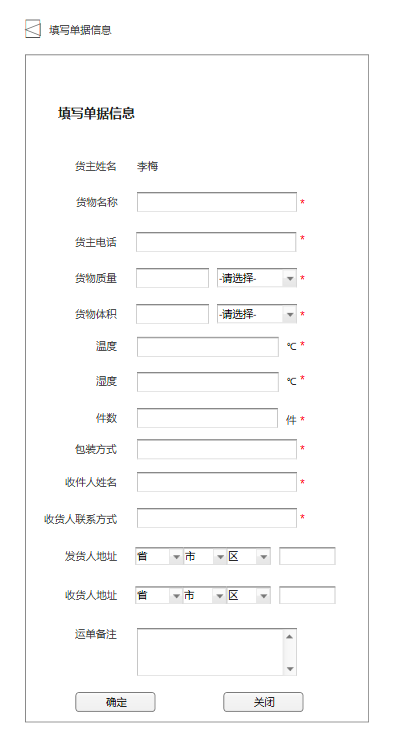 填写单据信息
填写单据信息
货主姓名 李梅
货物名称 *
货主电话 *
货物质量 -请选择- *
货物体积 -请选择- *
温度 ℃ *
湿度 ℃ *
件数 件 *
包装方式 *
收件人姓名 *
收货人联系方式 *
发货人地址 省 市 区
收货人地址 省 市 区
运单备注
确定 关闭